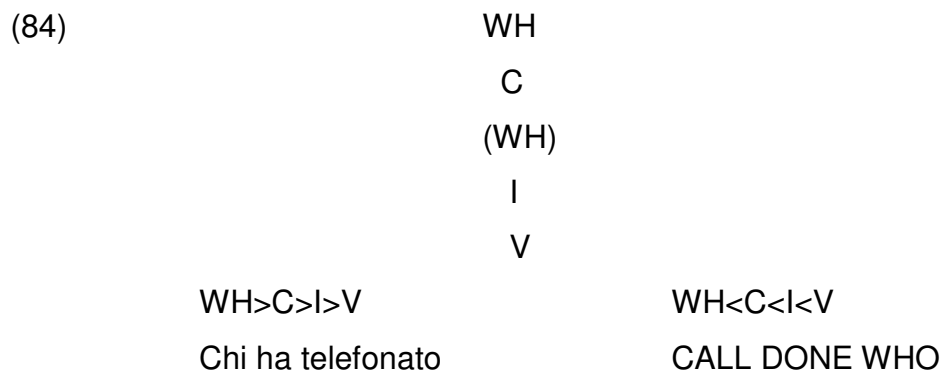 (84) WH
C
(WH)
I
V
WH>C>I>V WH<C<I<V
Chi ha telefonato CALL DONE WHO